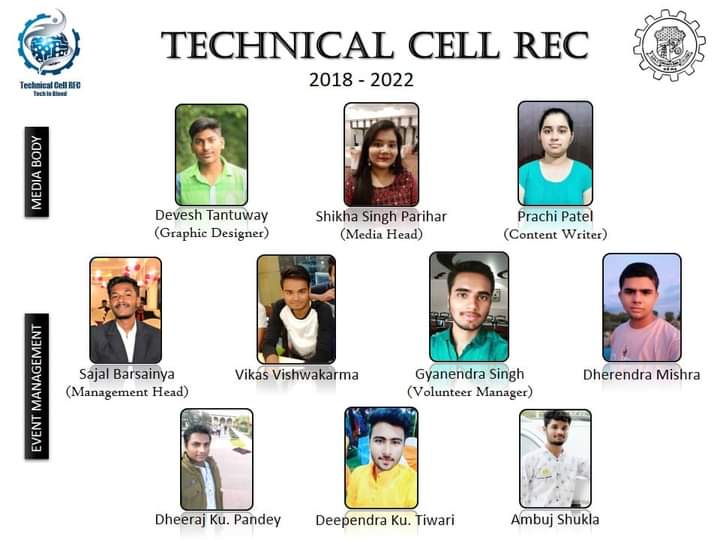 TECHNICAL CELL REC
2018 - 2022
Technical Cell REC
Tech In Blood
MEDIA BODY
Devesh Tantuway
(Graphic Designer)
Shikha Singh Parihar
(Media Head)
Prachi Patel
(Content Writer)
EVENT MANAGEMENT
Sajal Barsainya
(Management Head)
Vikas Vishwakarma
Gyanendra Singh
(Volunteer Manager)
Dherendra Mishra
Dheeraj Ku. Pandey
Deependra Ku. Tiwari
Ambuj Shukla